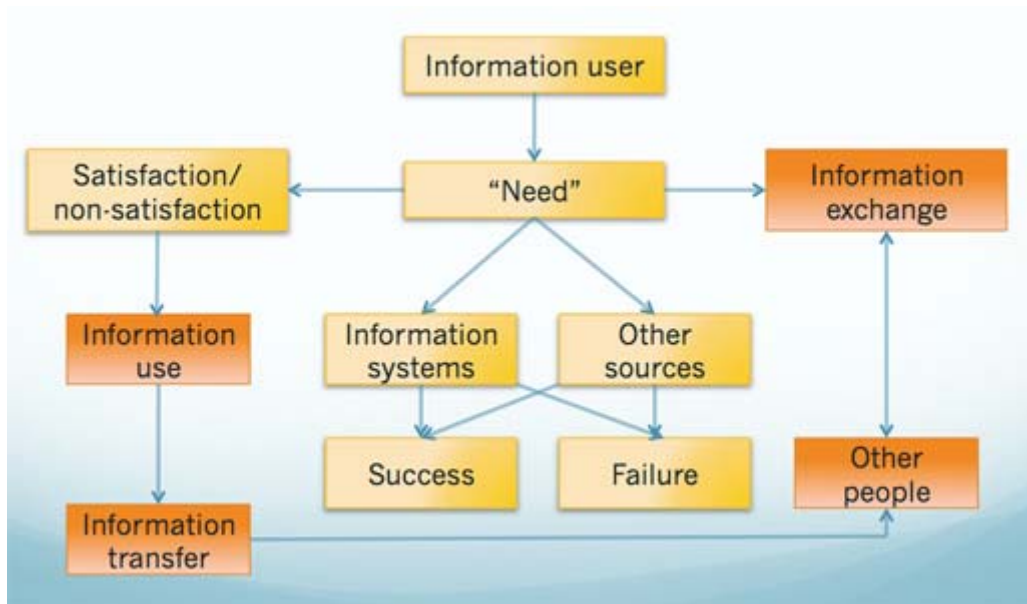 Information user
Satisfaction/
non-satisfaction
“Need”
Information
exchange
Information
use
Information
systems
Other
sources
Success
Failure
Other
people
Information
transfer